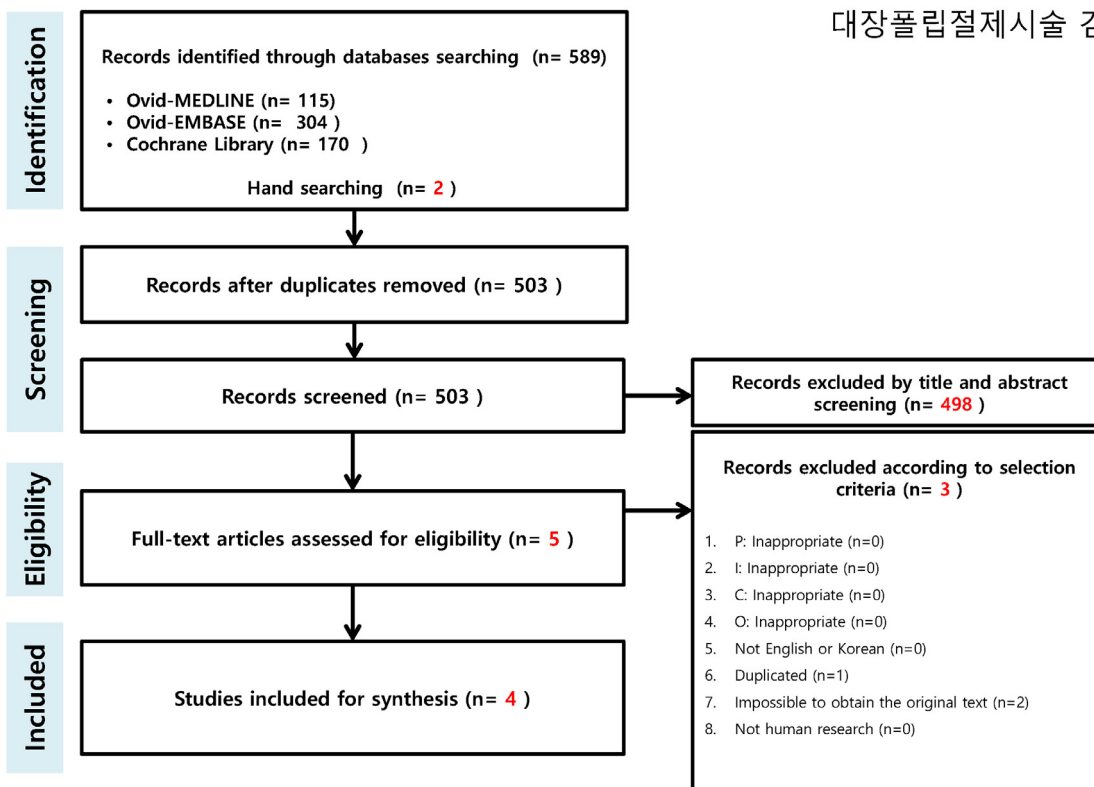 대장폴립절제시술
Identification
Records identified through databases searching (n= 589)
• Ovid-MEDLINE (n= 115)
• Ovid-EMBASE (n= 304 )
• Cochrane Library (n= 170 )
Hand searching (n= 2 )
Screening
Records after duplicates removed (n= 503 )
Records screened (n= 503 )
Records excluded by title and abstract
screening (n= 498 )
Eligibility
Full-text articles assessed for eligibility (n= 5 )
Records excluded according to selection
criteria (n= 3 )
1. P: Inappropriate (n=0)
2. I: Inappropriate (n=0)
3. C: Inappropriate (n=0)
4. O: Inappropriate (n=0)
5. Not English or Korean (n=0)
6. Duplicated (n=1)
7. Impossible to obtain the original text (n=2)
8. Not human research (n=0)
Included
Studies included for synthesis (n= 4 )